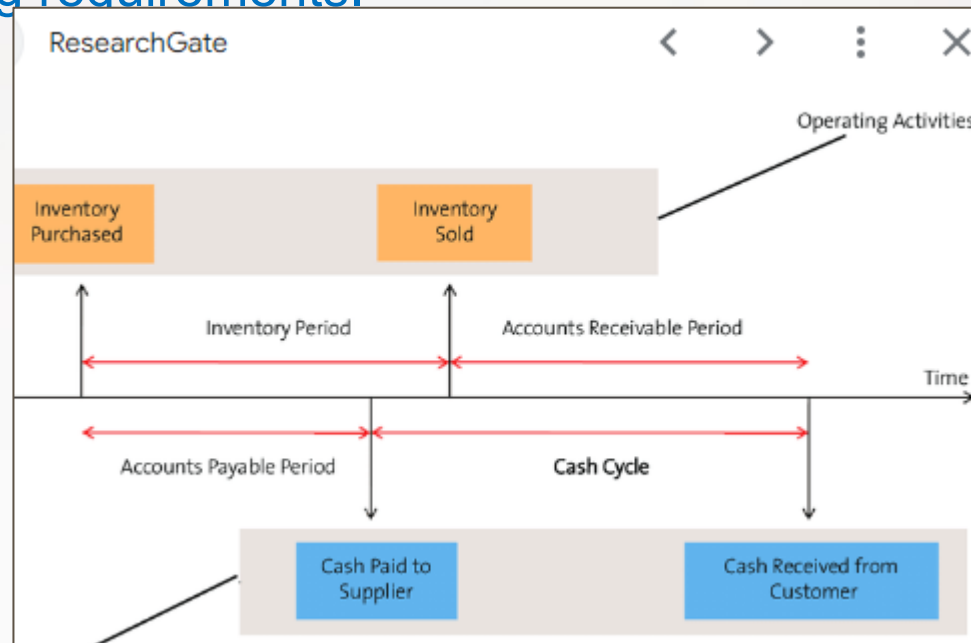 g requirements.
ResearchGate
Operating Activities
Inventory
Purchased
Inventory
Sold
Inventory Period
Accounts Receivable Period
Time
Accounts Payable Period
Cash Cycle
Cash Paid to
Supplier
Cash Received from
Customer